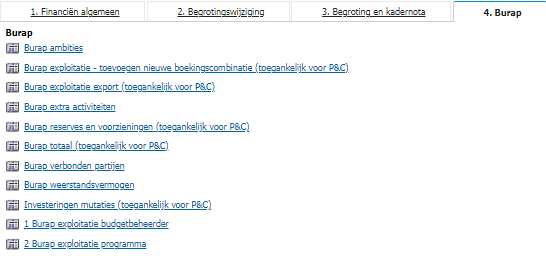 1. Financiën algemeen 2. Begrotingswijziging 3. Begroting en kadernota 4. Burap
Burap
Burap ambities
Burap exploitatie - toevoegen nieuwe boekingscombinatie (toegankelijk voor P&C)
Burap exploitatie export (toegankelijk voor P&C)
Burap extra activiteiten
Burap reserves en voorzieningen (toegankelijk voor P&C)
Burap totaal (toegankelijk voor P&C)
Burap verbonden partijen
Burap weerstandsvermogen
Investeringen mutaties (toegankelijk voor P&C)
1 Burap exploitatie budgetbeheerder
2 Burap exploitatie programma